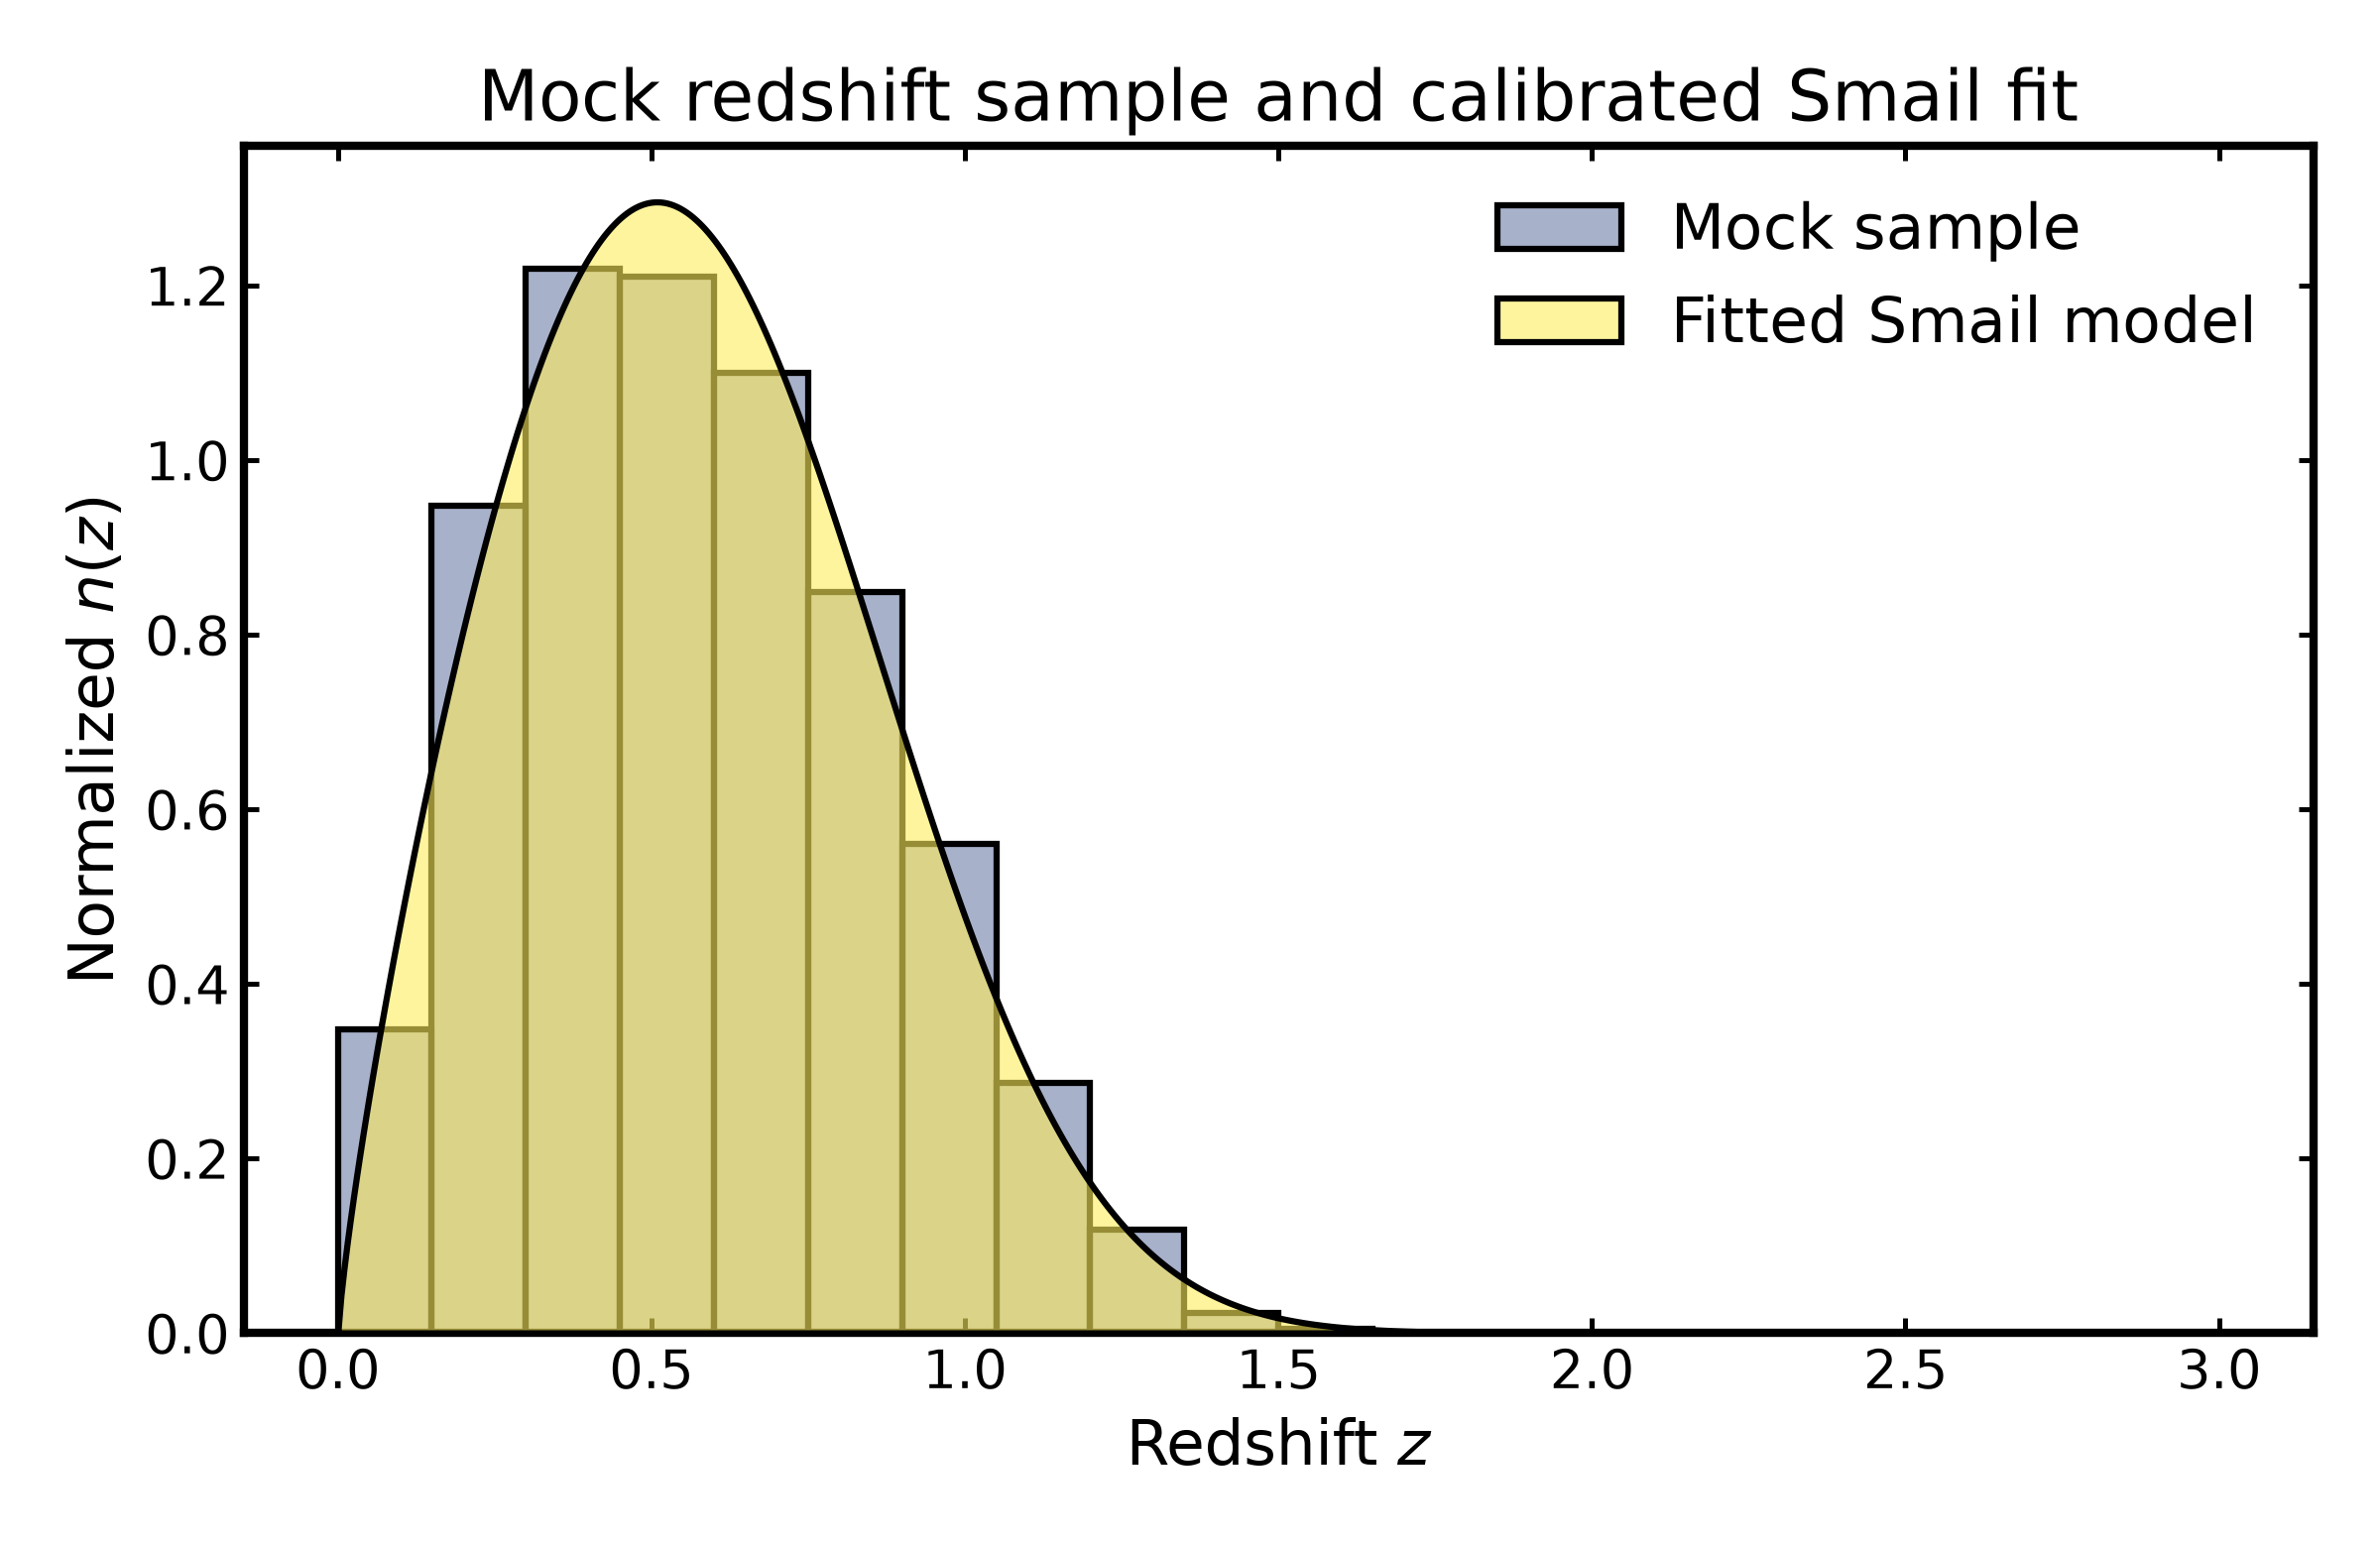 Mock redshift sample and calibrated Smail fit
Mock sample
Fitted Smail model
Normalized n(z)
1.2
1.0
0.8
0.6
0.4
0.2
0.0
0.0 0.5 1.0 1.5 2.0 2.5 3.0
Redshift z